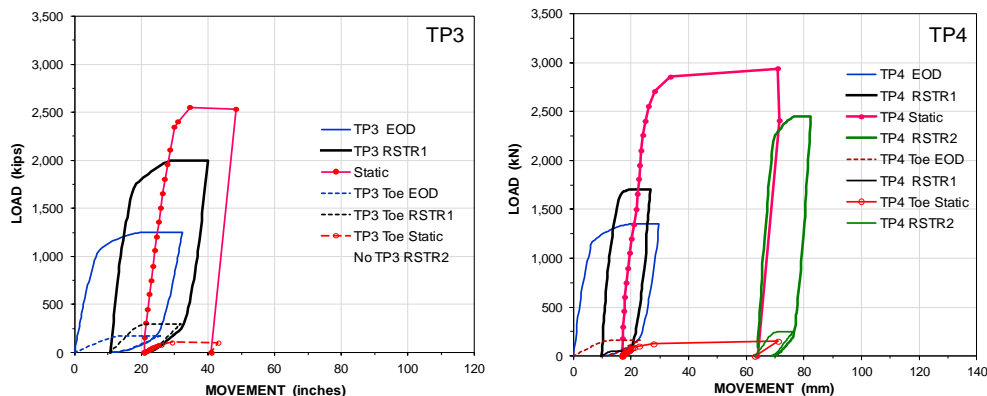 TP3
3,500
3,000
2,500
2,000
1,500
1,000
500
0
LOAD (kips)
0 20 40 60 80 100 120
MOVEMENT (inches)
TP3 EOD
TP3 RSTR1
Static
TP3 Toe EOD
TP3 Toe RSTR1
TP3 Toe Static
No TP3 RSTR2
TP4
3,500
3,000
2,500
2,000
1,500
1,000
500
0
LOAD (kN)
0 20 40 60 80 100 120
MOVEMENT (mm)
TP4 EOD
TP4 RSTR1
TP4 Static
TP4 RSTR2
TP4 Toe EOD
TP4 RSTR1
TP4 Toe Static
TP4 RSTR2